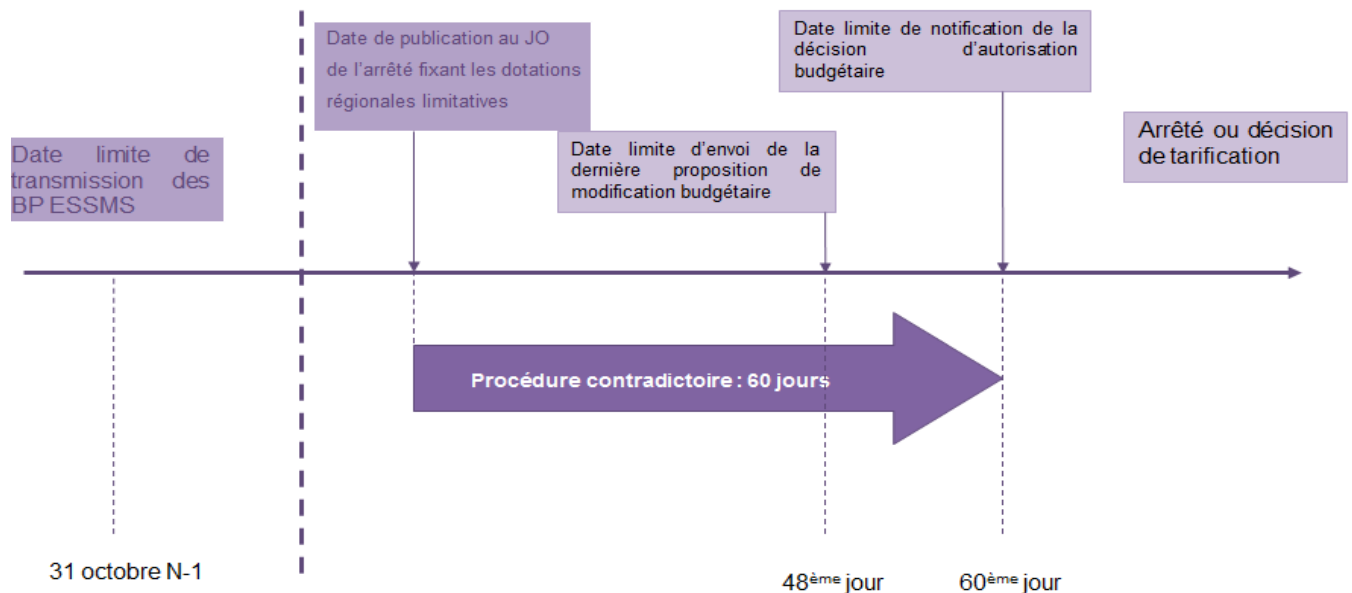 Date limite de
transmission des
BP ESSMS
Date de publication au JO
de l'arrêté fixant les dotations
régionales limitatives
Date limite d'envoi de la
dernière proposition de
modification budgétaire
Date limite de notification de la
décision d'autorisation
budgétaire
Arrêté ou décision
de tarification
Procédure contradictoire : 60 jours
31 octobre N-1
48ème jour
60ème jour